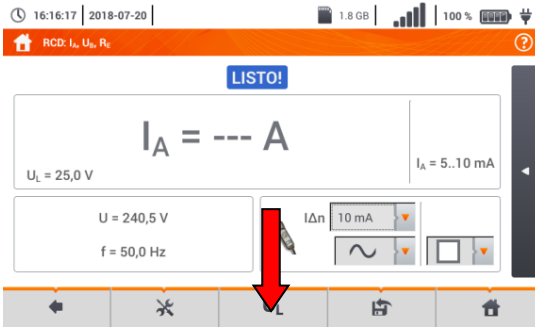 16:16:17 2018-07-20 1.8 GB 100 %
RCD: IA, UB, RE
?
LISTO!
IA = --- A
UL = 25,0 V
IA = 5..10 mA
U = 240,5 V
f = 50,0 Hz
IΔn 10 mA